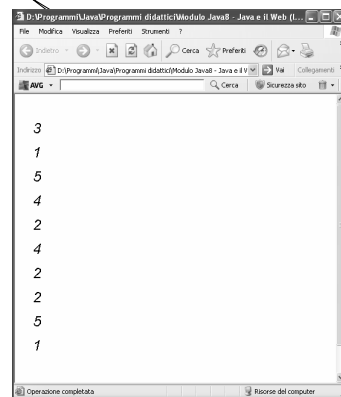 D:\Programmi\Java\Programmi didattici\Modulo Java8 - Java e il Web (I...
File Modifica Visualizza Preferiti Strumenti ?
Indietro Cerca Preferiti
Indirizzo D:\Programmi\Java\Programmi didattici\Modulo Java8 - Java e il V Vai Collegamenti
AVG Cerca Sicurezza sito
3
1
5
4
2
4
2
2
5
1
Operazione completata Risorse del computer